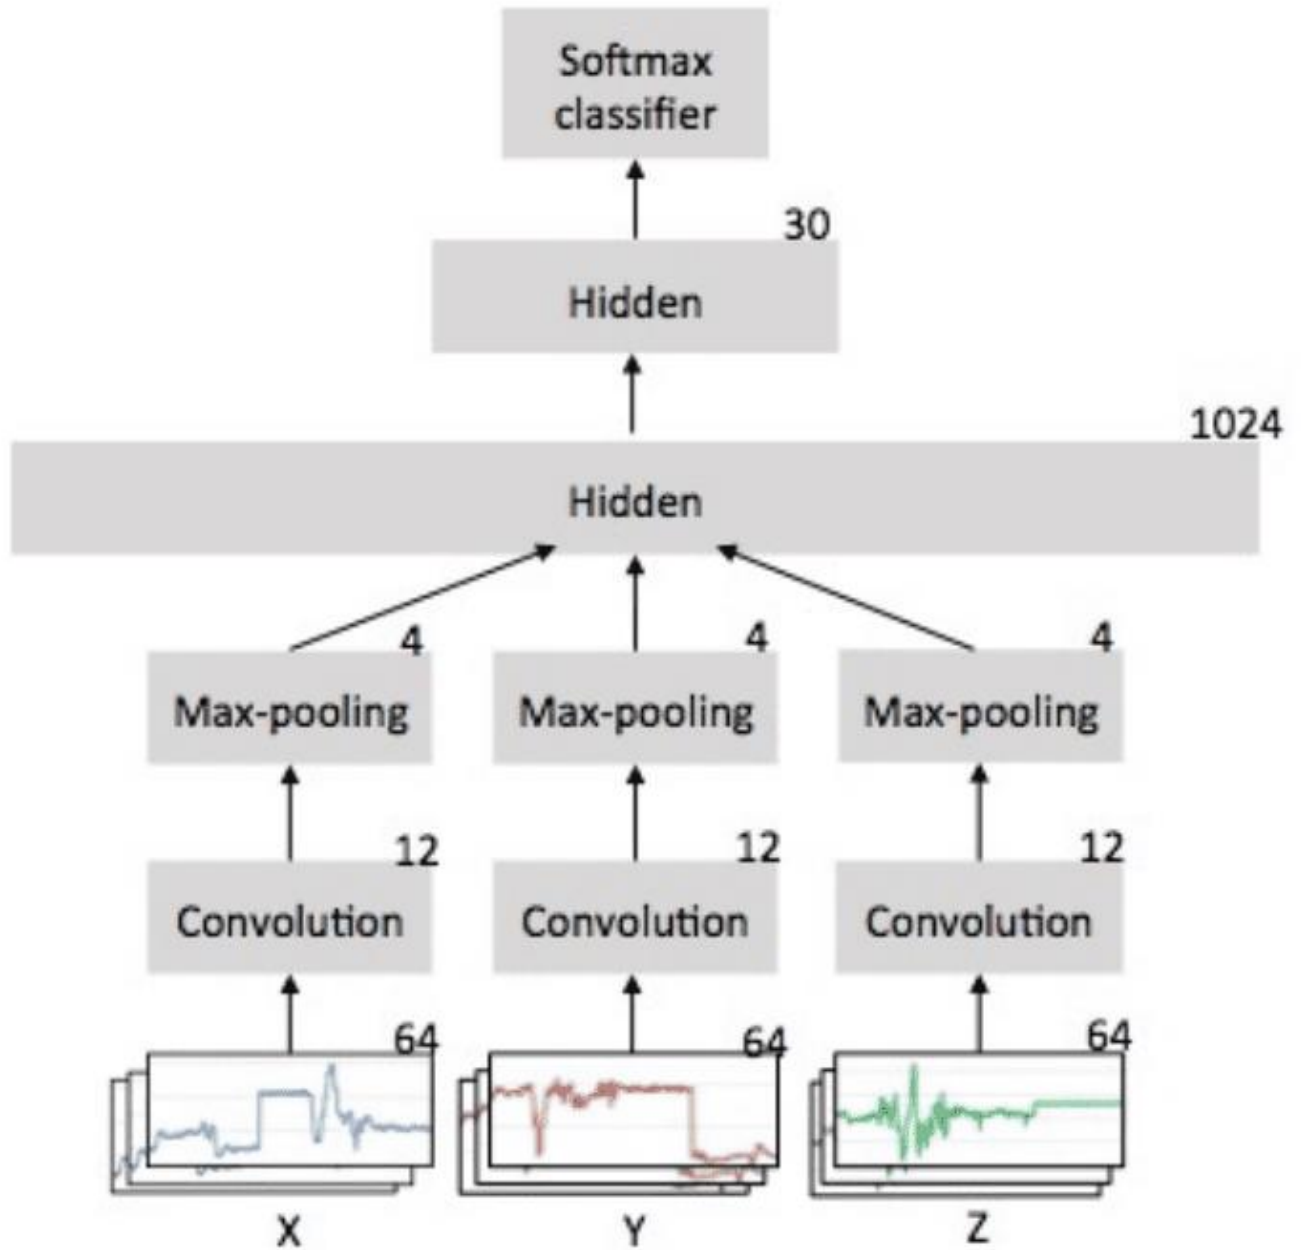 Softmax
classifier
30
Hidden
1024
Hidden
4 4 4
Max-pooling Max-pooling Max-pooling
12 12 12
Convolution Convolution Convolution
64 64 64
X Y Z